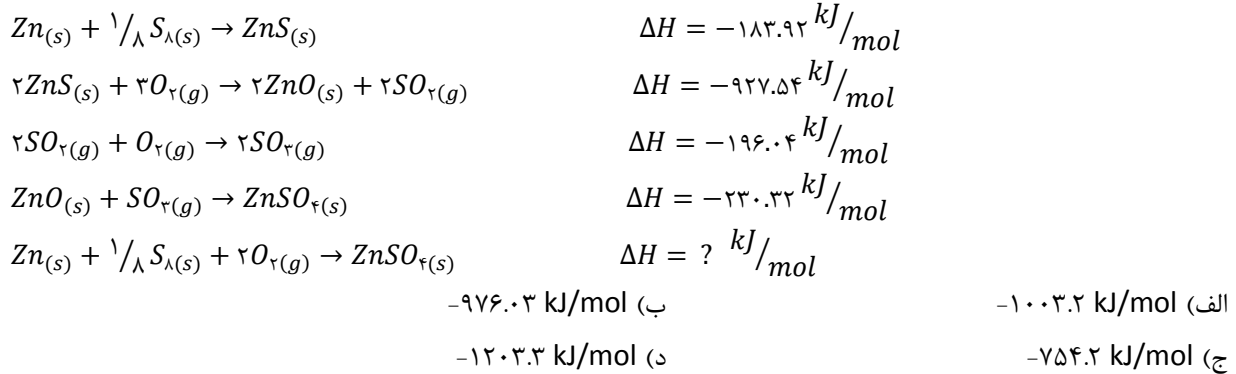 Zn₍ₛ₎ + ۱/۸ S۸₍ₛ₎ → ZnS₍ₛ₎ ΔH = −۱۸۳.۹۲ kJ/mol
۲ZnS₍ₛ₎ + ۳O۲(g) → ۲ZnO₍ₛ₎ + ۲SO۲(g) ΔH = −۹۲۷.۵۴ kJ/mol
۲SO۲(g) + O۲(g) → ۲SO۳(g) ΔH = −۱۹۶.۰۴ kJ/mol
ZnO₍ₛ₎ + SO۳(g) → ZnSO۴₍ₛ₎ ΔH = −۲۳۰.۳۲ kJ/mol
Zn₍ₛ₎ + ۱/۸ S۸₍ₛ₎ + ۲O۲(g) → ZnSO۴₍ₛ₎ ΔH = ? kJ/mol
الف) ۱۰۰۳.۲ kJ/mol− ب) ۹۷۶.۰۳ kJ/mol−
ج) ۷۵۴.۲ kJ/mol− د) ۱۲۰۳.۳ kJ/mol−